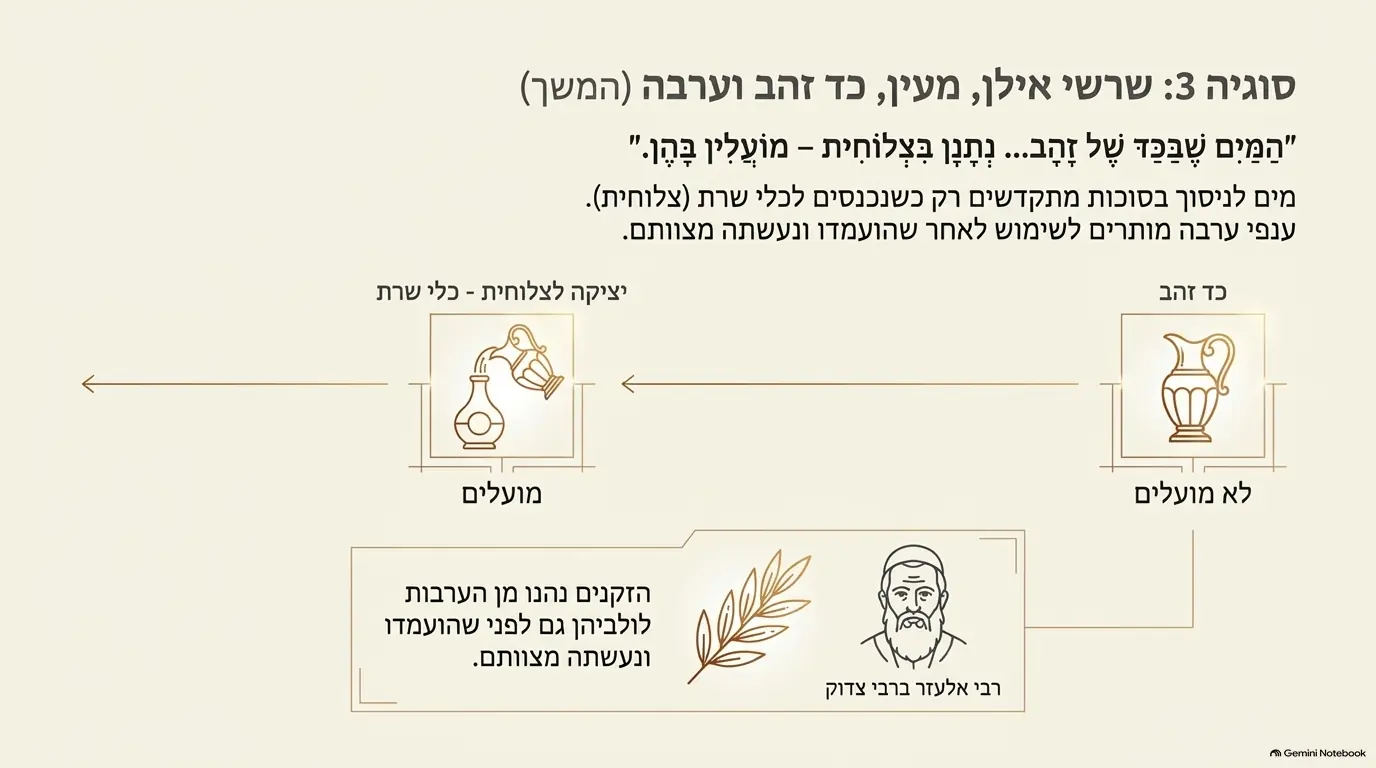 סוגיה 3: שרשי אילן, מעין, כד זהב וערבה (המשך)
"הַמַּיִם שֶׁבַּכַּד שֶׁל זָהָב... נְתָנָן בִּצְלוֹחִית – מוֹעֲלִין בָּהֶן."
מים לניסוך בסוכות מתקדשים רק כשנכנסים לכלי שרת (צלוחית).
ענפי ערבה מותרים לשימוש לאחר שהועמדו ונעשתה מצוותם.
כד זהב
יציקה לצלוחית - כלי שרת
לא מועלים
מועלים
רבי אלעזר ברבי צדוק
הזקנים נהנו מן הערבות
לולביהן גם לפני שהועמדו
ונעשתה מצוותם.
Gemini Notebook